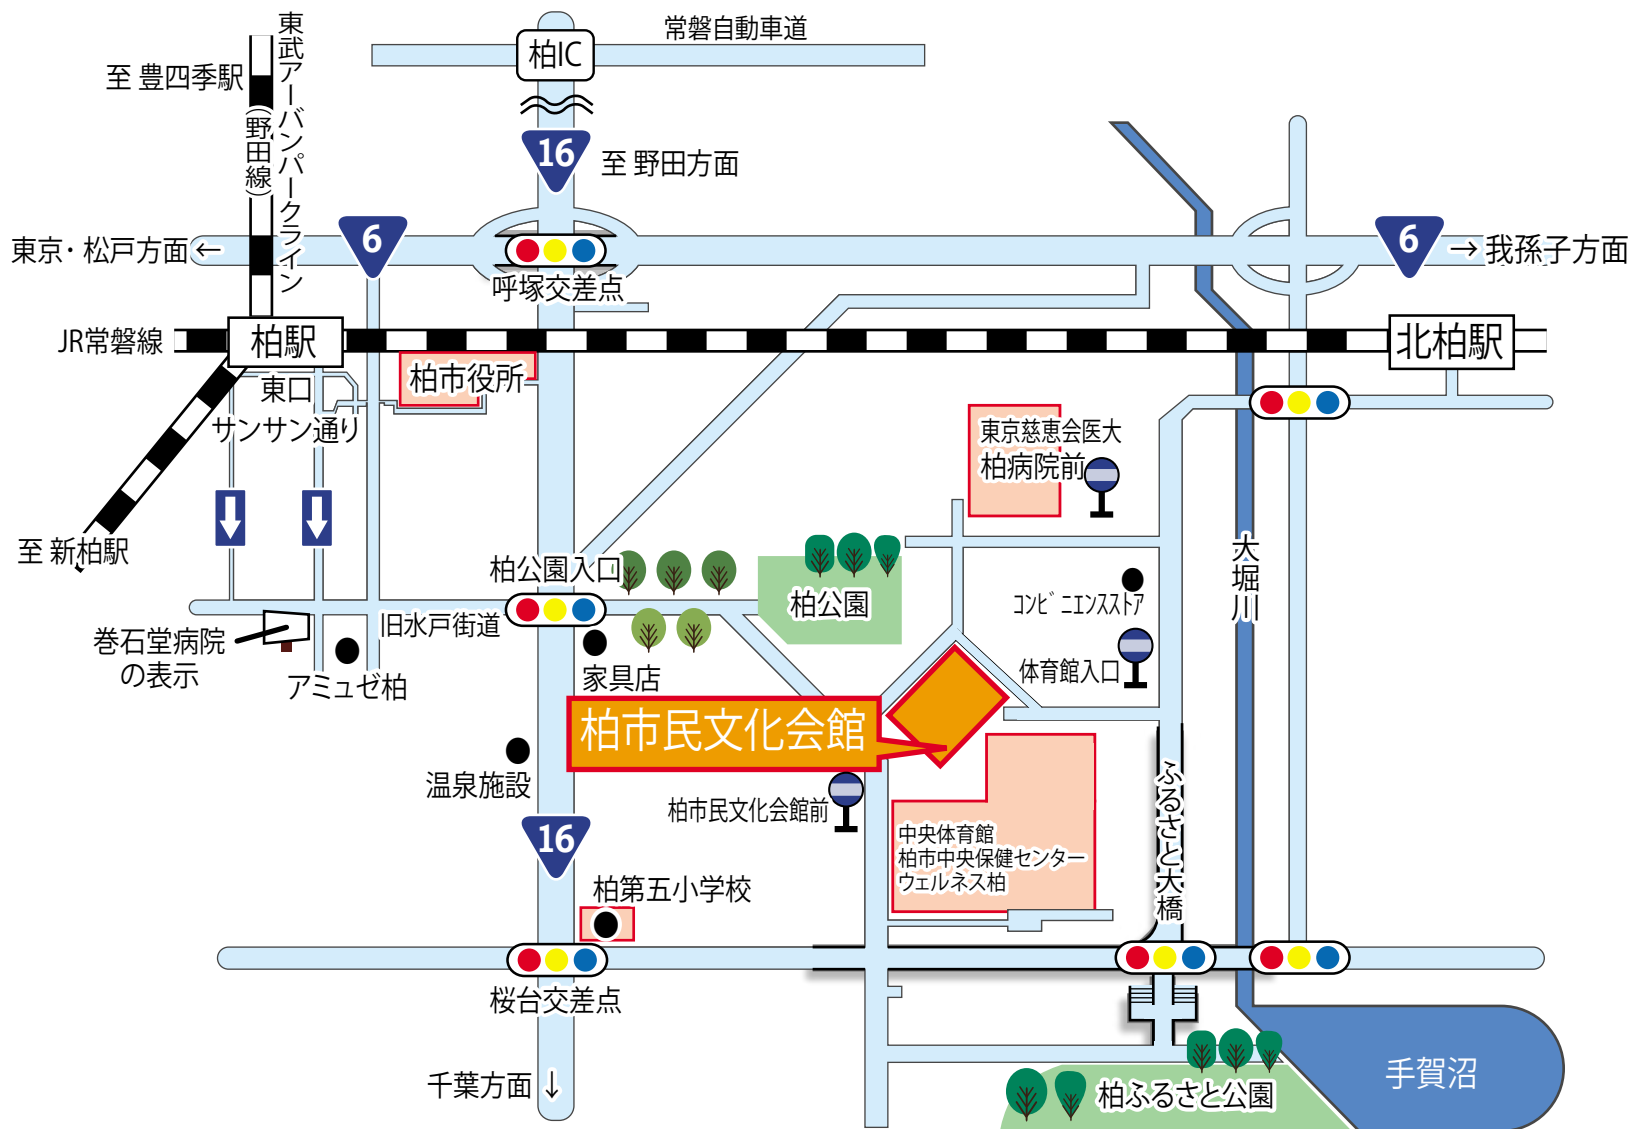 常磐自動車道
柏IC
東武アーバンパークライン
(野田線)
至 豊四季駅
16
至 野田方面
6
6
東京・松戸方面←
→我孫子方面
呼塚交差点
JR常磐線
柏駅
北柏駅
東口
柏市役所
サンサン通り
東京慈恵会医大
柏病院前
至 新柏駅
大堀川
柏公園入口
柏公園
コンビニエンスストア
旧水戸街道
巻石堂病院
の表示
アミュゼ柏
家具店
体育館入口
柏市民文化会館
温泉施設
柏市民文化会館前
ふるさと大橋
16
中央体育館
柏市中央保健センター
ウェルネス柏
柏第五小学校
桜台交差点
千葉方面↓
柏ふるさと公園
手賀沼